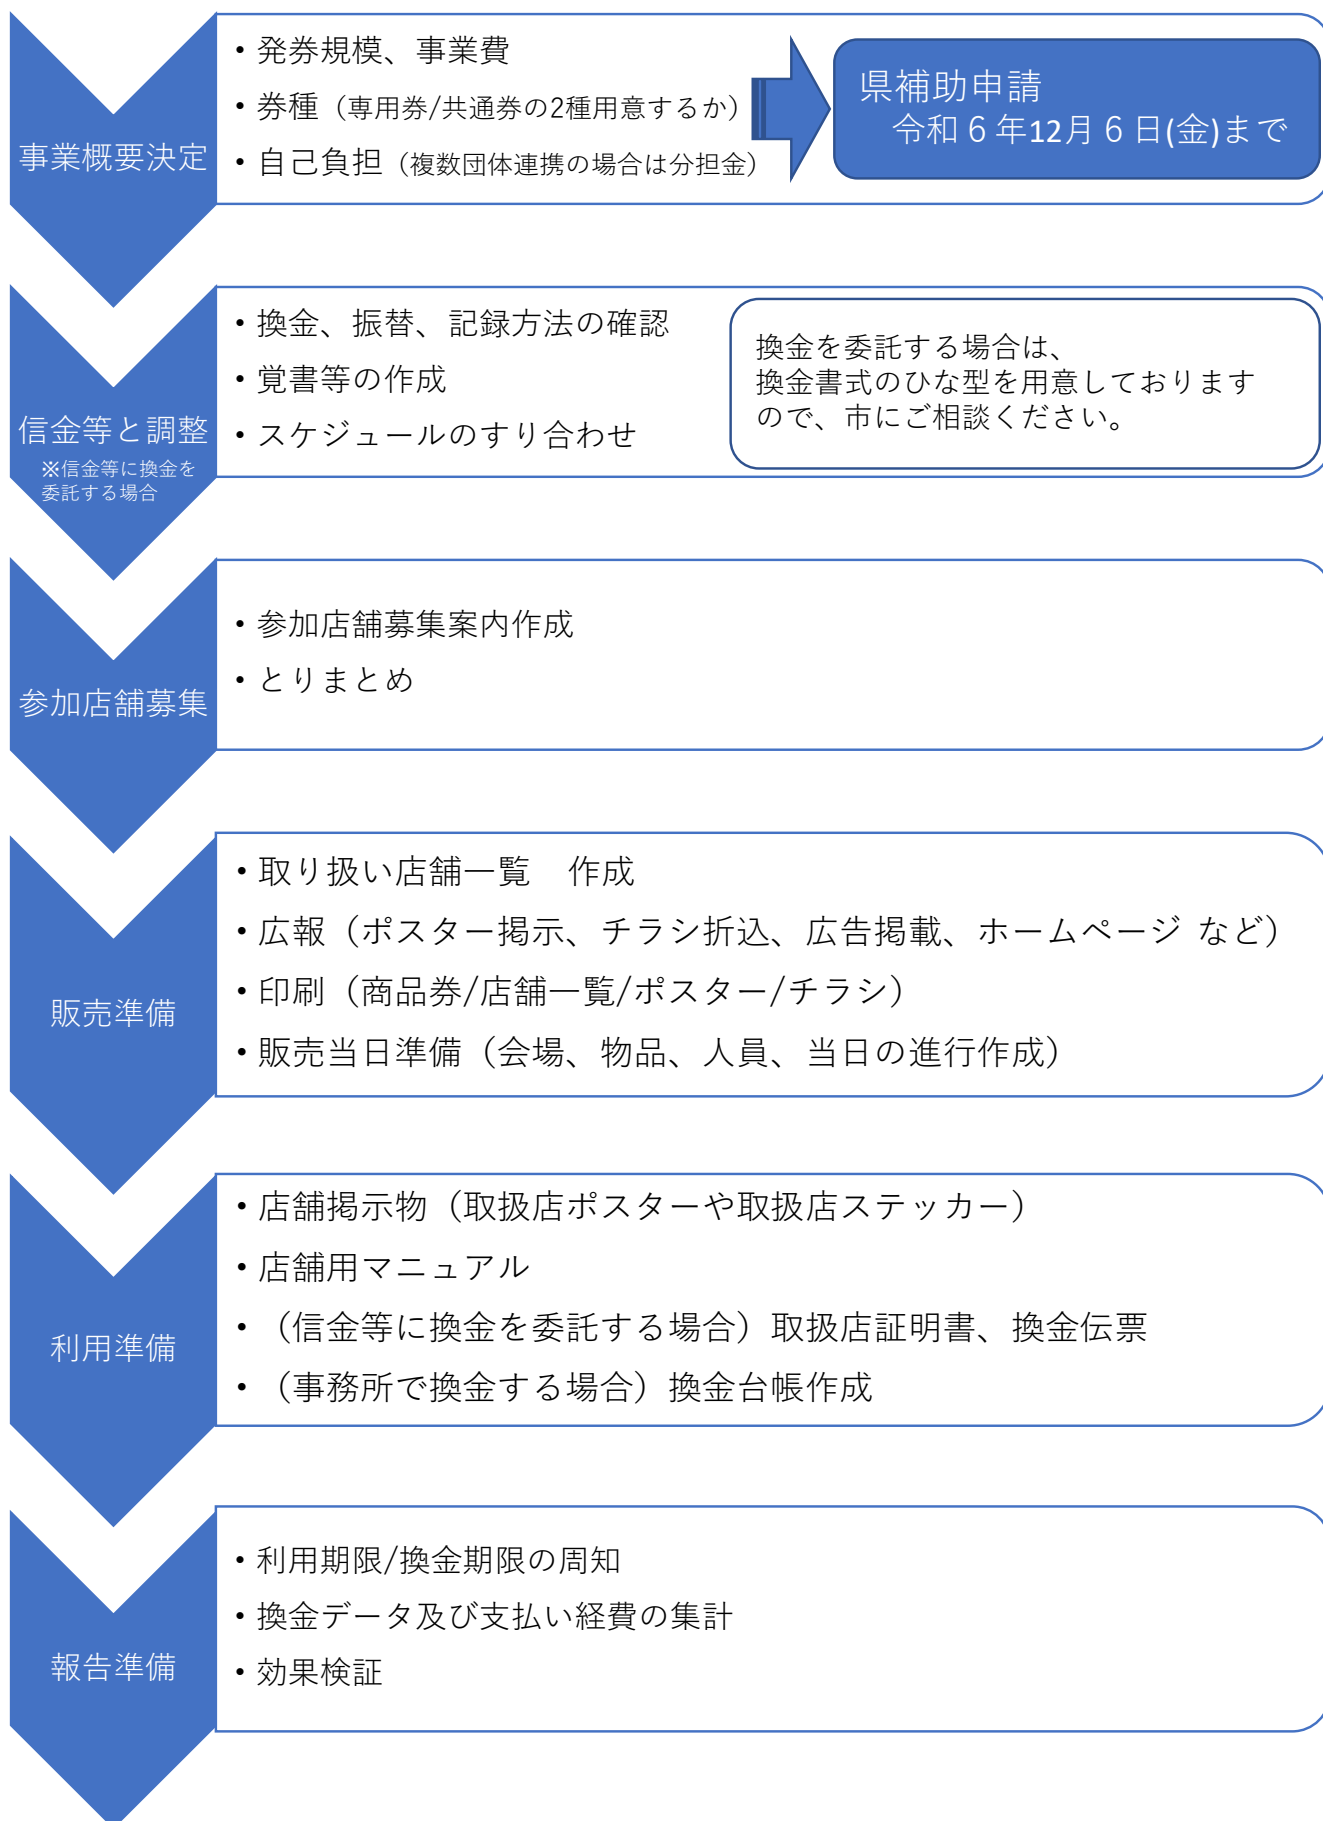 事業概要決定
・発券規模、事業費
・券種（専用券/共通券の2種用意するか）
・自己負担（複数団体連携の場合は分担金）
県補助申請
令和６年12月６日(金)まで
信金等と調整
※信金等に換金を
委託する場合
・換金、振替、記録方法の確認
・覚書等の作成
・スケジュールのすり合わせ
換金を委託する場合は、
換金書式のひな型を用意しております
ので、市にご相談ください。
参加店舗募集
・参加店舗募集案内作成
・とりまとめ
販売準備
・取り扱い店舗一覧　作成
・広報（ポスター掲示、チラシ折込、広告掲載、ホームページ など）
・印刷（商品券/店舗一覧/ポスター/チラシ）
・販売当日準備（会場、物品、人員、当日の進行作成）
利用準備
・店舗掲示物（取扱店ポスターや取扱店ステッカー）
・店舗用マニュアル
・（信金等に換金を委託する場合）取扱店証明書、換金伝票
・（事務所で換金する場合）換金台帳作成
報告準備
・利用期限/換金期限の周知
・換金データ及び支払い経費の集計
・効果検証